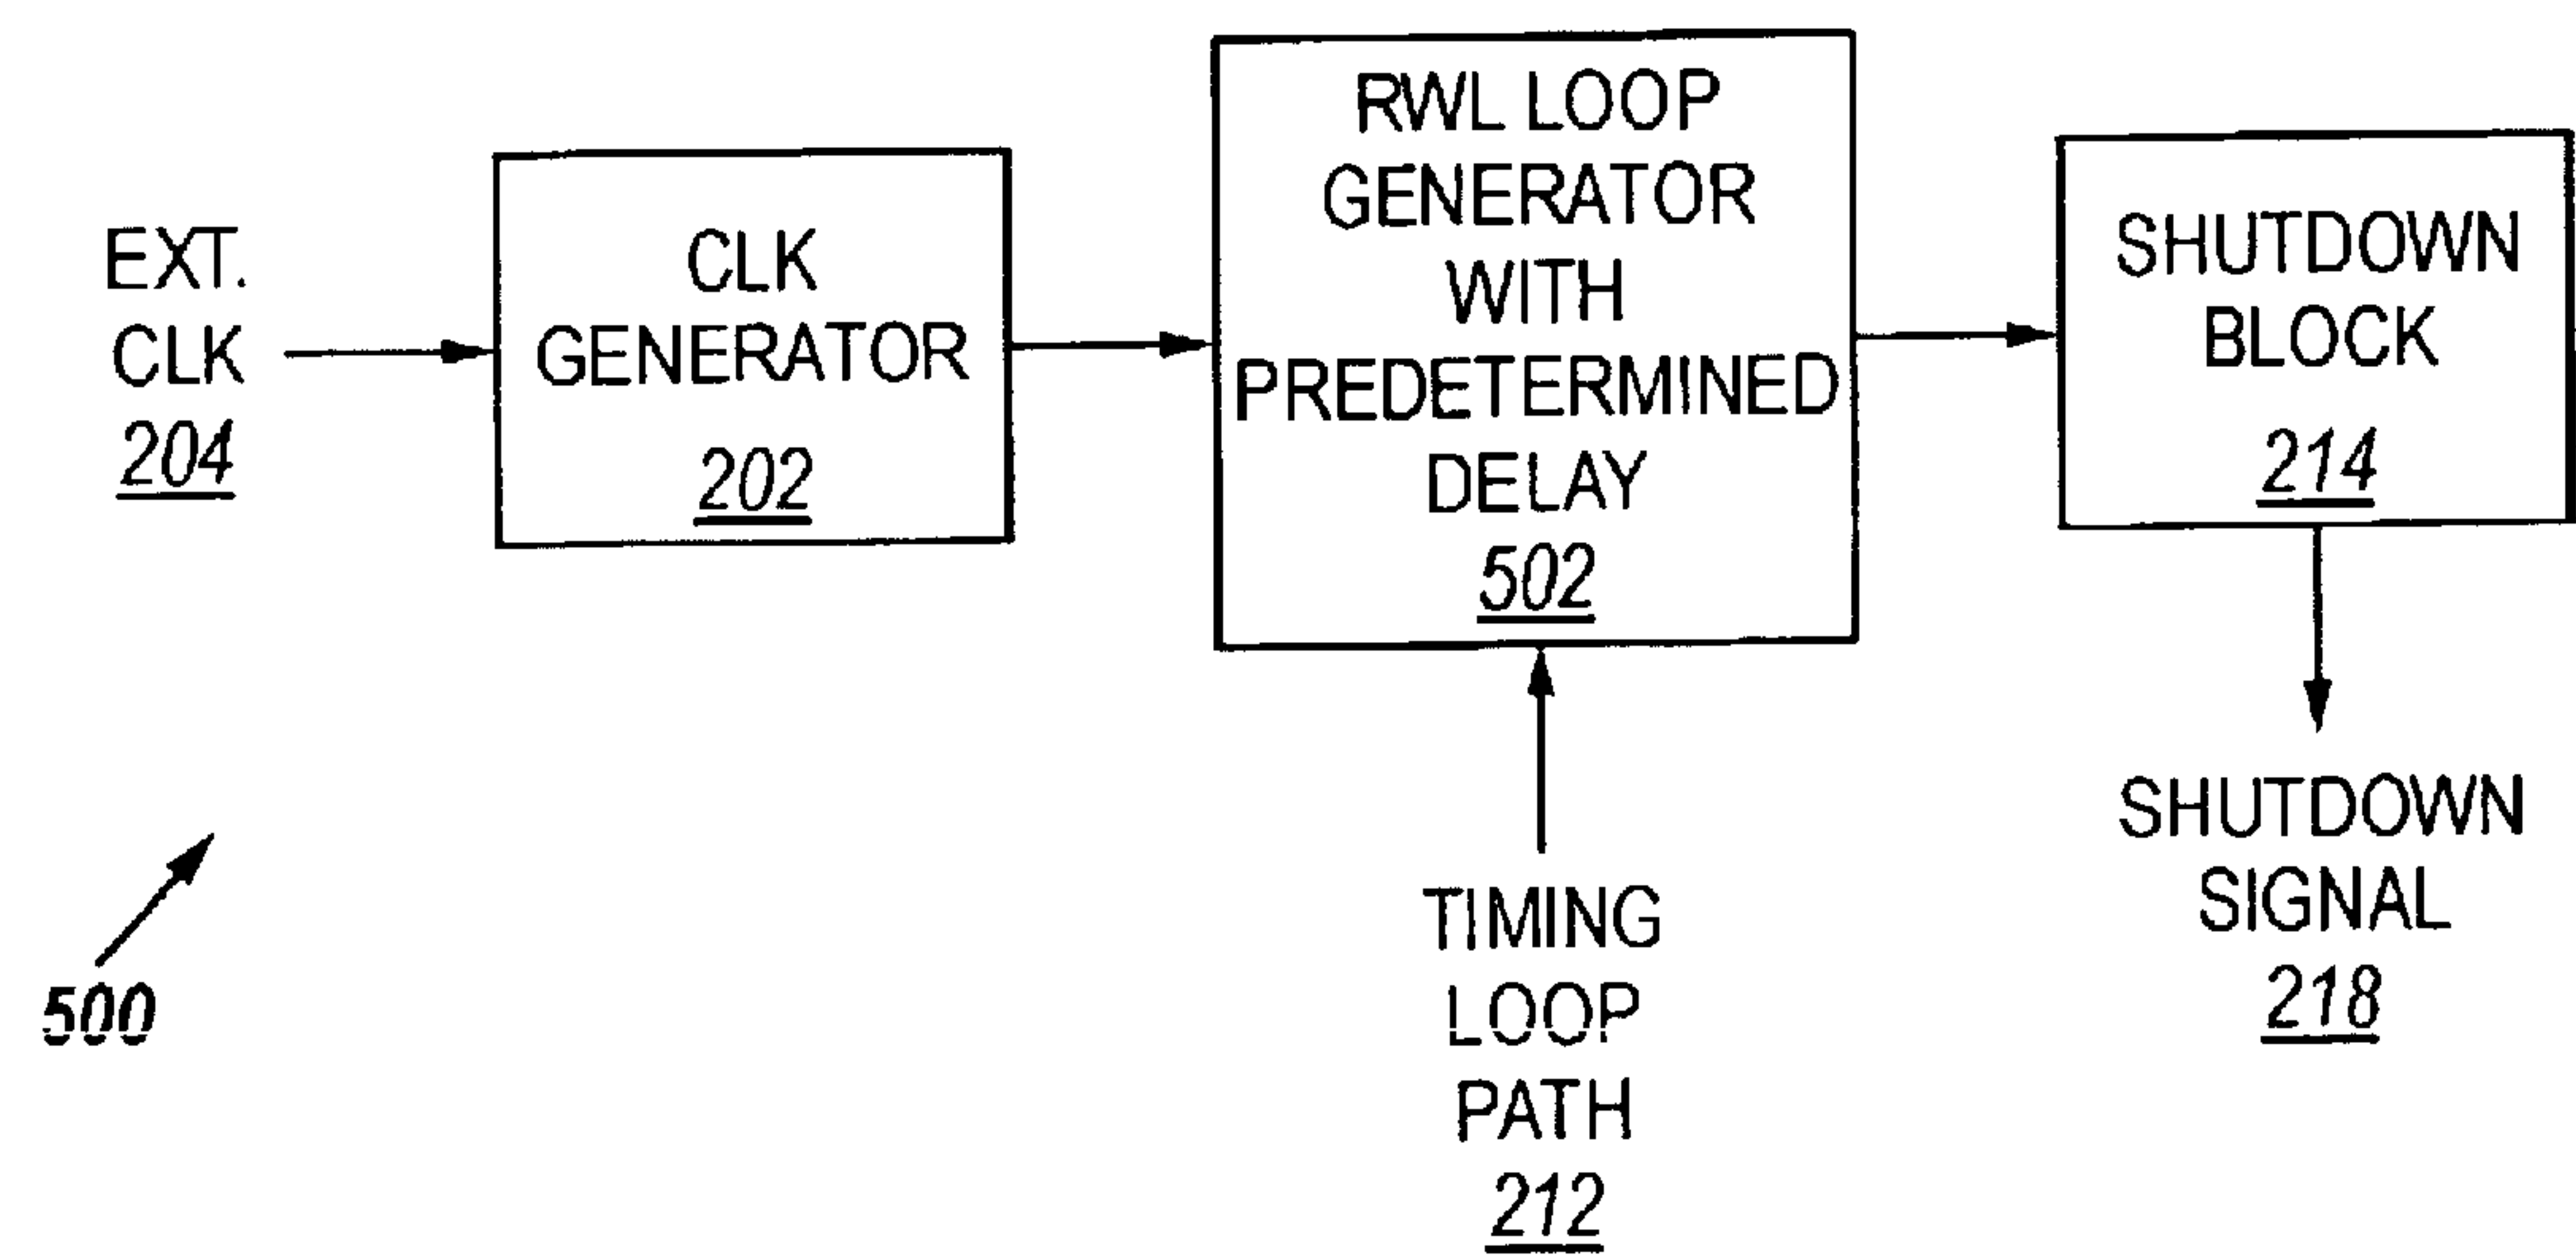 EXT.
CLK
204
CLK
GENERATOR
202
RWL LOOP
GENERATOR
WITH
PREDETERMINED
DELAY
502
SHUTDOWN
BLOCK
214
SHUTDOWN
SIGNAL
218
TIMING
LOOP
PATH
212
500